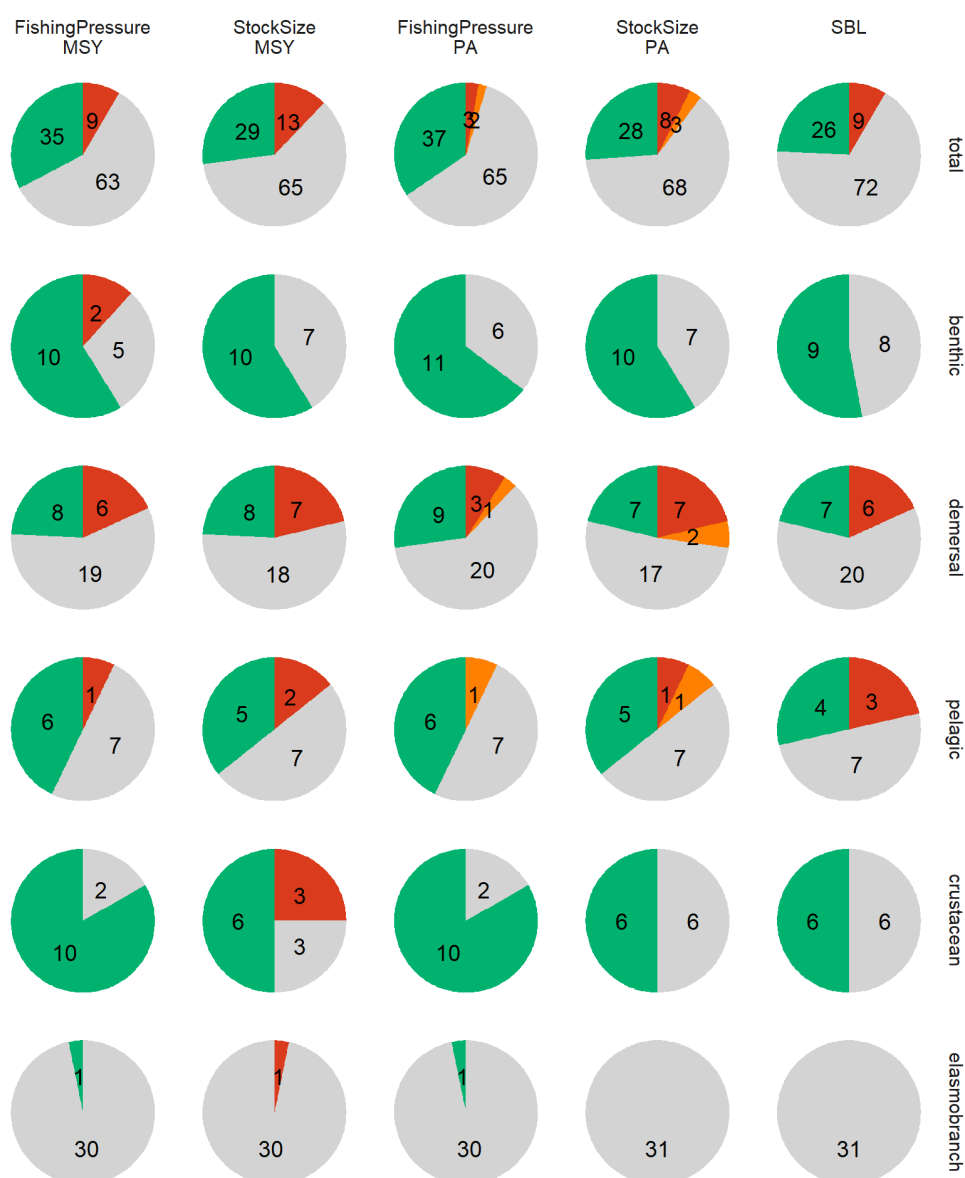 FishingPressure
MSY
StockSize
MSY
FishingPressure
PA
StockSize
PA
SBL
35 9 63
29 13 65
37 3 2 65
28 8 3 68
26 9 72
total
10 2 5
10 7
11 6
10 7
9 8
benthic
8 6 19
8 7 18
9 3 1 20
7 7 2 17
7 6 20
demersal
6 1 7
5 2 7
6 1 7
5 1 1 7
4 3 7
pelagic
10 2
6 3 3
10 2
6 6
6 6
crustacean
1 30
1 30
1 30
31
31
elasmobranch